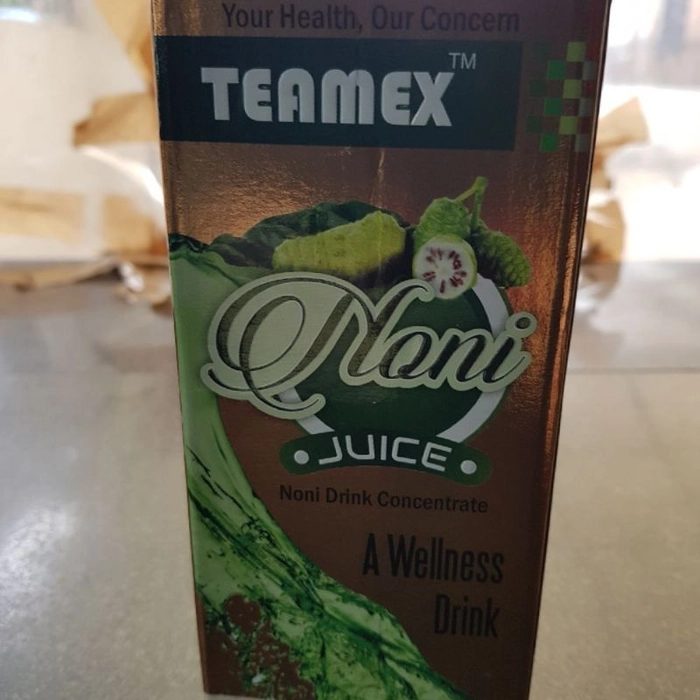 Your Health, Our Concern
TEAMEX™
Noni
JUICE
Noni Drink Concentrate
A Wellness
Drink